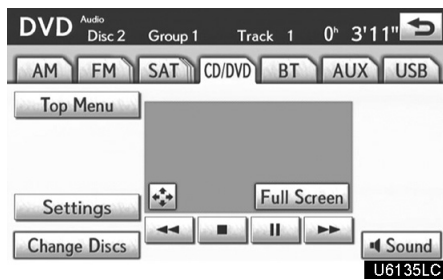 DVD Audio Disc 2 Group 1 Track 1 0h 3'11"
AM FM SAT CD/DVD BT AUX USB
Top Menu
Full Screen
Settings
Change Discs
Sound
U6135LC